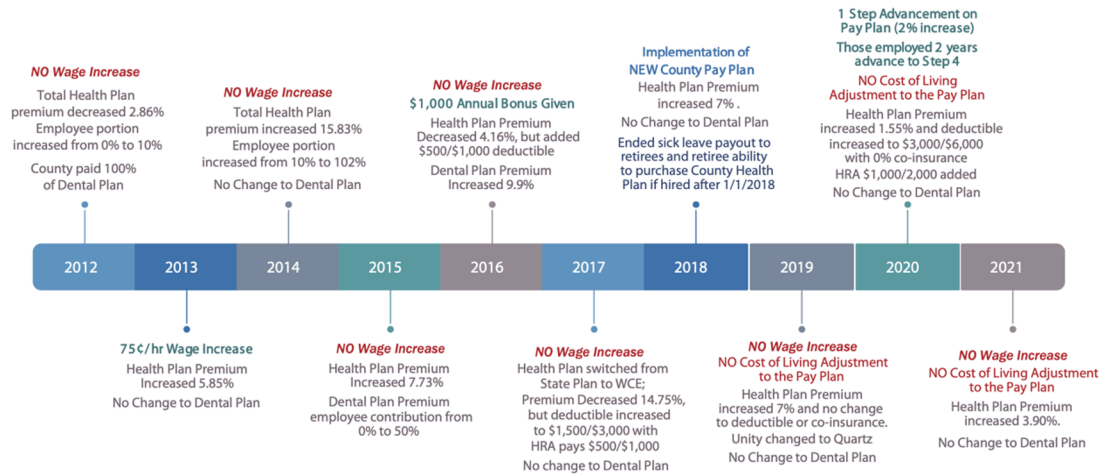 NO Wage Increase
Total Health Plan
premium decreased 2.86%
Employee portion
increased from 0% to 10%
County paid 100%
of Dental Plan
NO Wage Increase
Total Health Plan
premium increased 15.83%
Employee portion
increased from 10% to 102%
No Change to Dental Plan
NO Wage Increase
$1,000 Annual Bonus Given
Health Plan Premium
Decreased 4.16%, but added
$500/$1,000 deductible
Dental Plan Premium
Increased 9.9%
Implementation of
NEW County Pay Plan
Health Plan Premium
increased 7% .
No Change to Dental Plan
Ended sick leave payout to
retirees and retiree ability
to purchase County Health
Plan if hired after 1/1/2018
1 Step Advancement on
Pay Plan (2% increase)
Those employed 2 years
advance to Step 4
NO Cost of Living
Adjustment to the Pay Plan
Health Plan Premium
increased 1.55% and deductible
increased to $3,000/$6,000
with 0% co-insurance
HRA $1,000/2,000 added
No Change to Dental Plan
2012
2013
2014
2015
2016
2017
2018
2019
2020
2021
75¢/hr Wage Increase
Health Plan Premium
Increased 5.85%
No Change to Dental Plan
NO Wage Increase
Health Plan Premium
Increased 7.73%
Dental Plan Premium
employee contribution from
0% to 50%
NO Wage Increase
Health Plan switched from
State Plan to WCE;
Premium Decreased 14.75%,
but deductible increased
to $1,500/$3,000 with
HRA pays $500/$1,000
No change to Dental Plan
NO Wage Increase
NO Cost of Living Adjustment
to the Pay Plan
Health Plan Premium
increased 7% and no change
to deductible or co-insurance.
Unity changed to Quartz
No Change to Dental Plan
NO Wage Increase
NO Cost of Living Adjustment
to the Pay Plan
Health Plan Premium
increased 3.90%.
No Change to Dental Plan